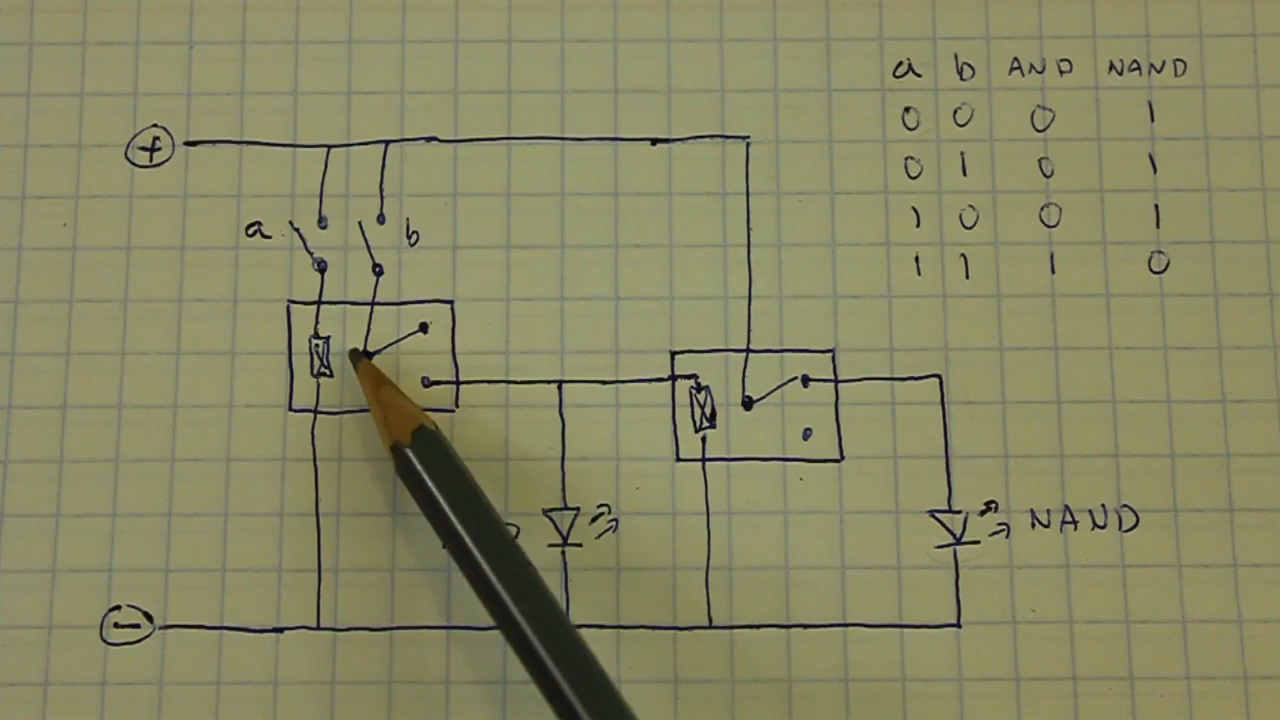 a b AND NAND
0 0 0 1
0 1 0 1
1 0 0 1
1 1 1 0
+
a b
NAND
−